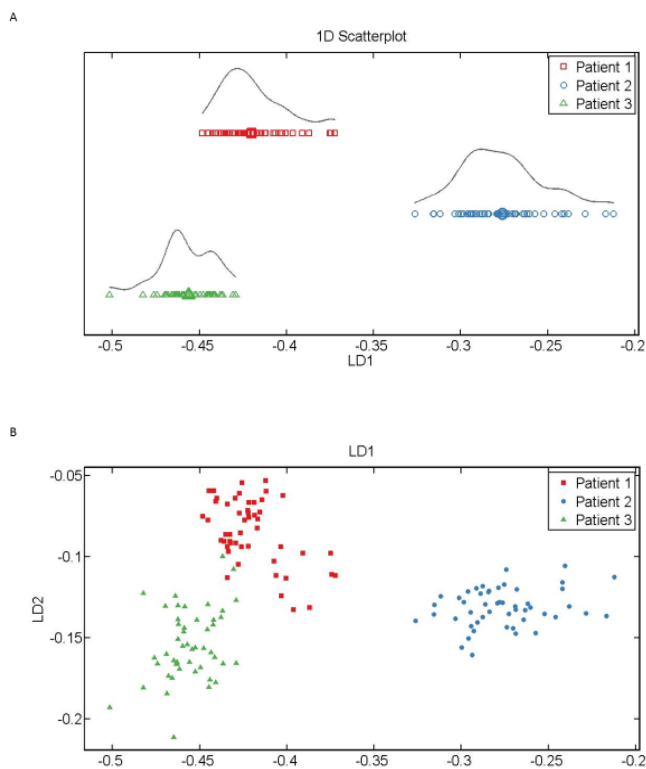 A
1D Scatterplot
Patient 1
Patient 2
Patient 3
-0.5 -0.45 -0.4 -0.35 -0.3 -0.25 -0.2
LD1
B
LD1
-0.05
Patient 1
Patient 2
Patient 3
-0.1
LD2
-0.15
-0.2
-0.5 -0.45 -0.4 -0.35 -0.3 -0.25 -0.2